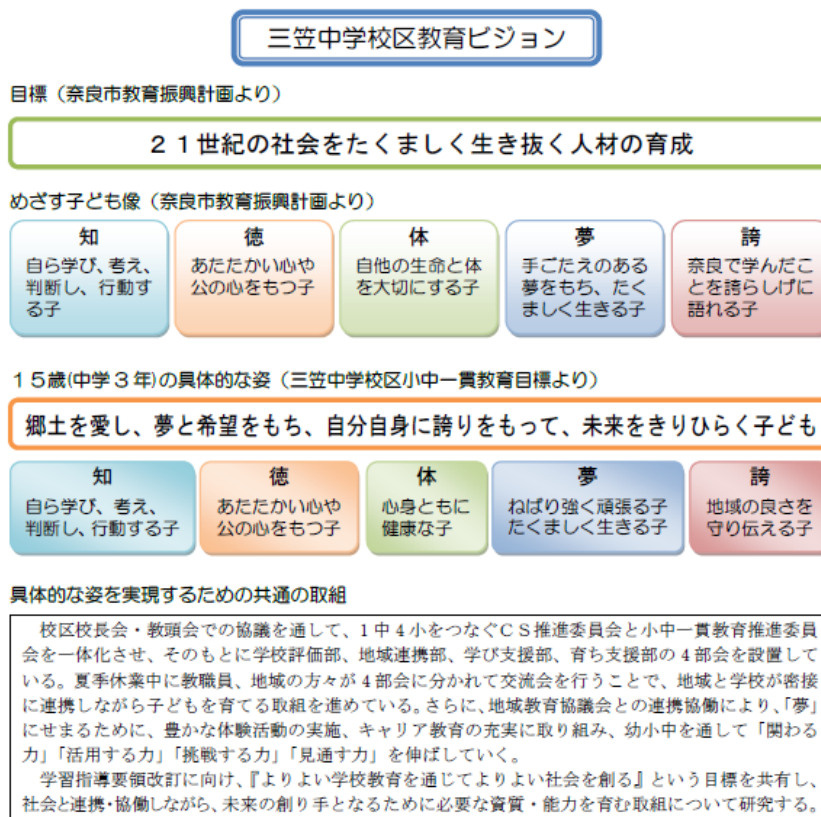 三笠中学校区教育ビジョン
目標（奈良市教育振興計画より）
２１世紀の社会をたくましく生き抜く人材の育成
めざす子ども像（奈良市教育振興計画より）
知
自ら学び、考え、
判断し、行動す
る子
徳
あたたかい心や
公の心をもつ子
体
自他の生命と体
を大切にする子
夢
手ごたえのある
夢をもち、たく
ましく生きる子
誇
奈良で学んだこ
とを誇らしげに
語れる子
１５歳(中学３年)の具体的な姿（三笠中学校区小中一貫教育目標より）
郷土を愛し、夢と希望をもち、自分自身に誇りをもって、未来をきりひらく子ども
知
自ら学び、考え、
判断し、行動する子
徳
あたたかい心や
公の心をもつ子
体
心身ともに
健康な子
夢
ねばり強く頑張る子
たくましく生きる子
誇
地域の良さを
守り伝える子
具体的な姿を実現するための共通の取組
校区校長会・教頭会での協議を通して、１中４小をつなぐＣＳ推進委員会と小中一貫教育推進委員
会を一体化させ、そのもとに学校評価部、地域連携部、学び支援部、育ち支援部の４部会を設置して
いる。夏季休業中に教職員、地域の方々が４部会に分かれて交流会を行うことで、地域と学校が密接
に連携しながら子どもを育てる取組を進めている。さらに、地域教育協議会との連携協働により、「夢」
にせまるために、豊かな体験活動の実施、キャリア教育の充実に取り組み、幼小中を通して「関わる
力」「活用する力」「挑戦する力」「見通す力」を伸ばしていく。
学習指導要領改訂に向け、『よりよい学校教育を通じてよりよい社会を創る』という目標を共有し、
社会と連携・協働しながら、未来の創り手となるために必要な資質・能力を育む取組について研究する。